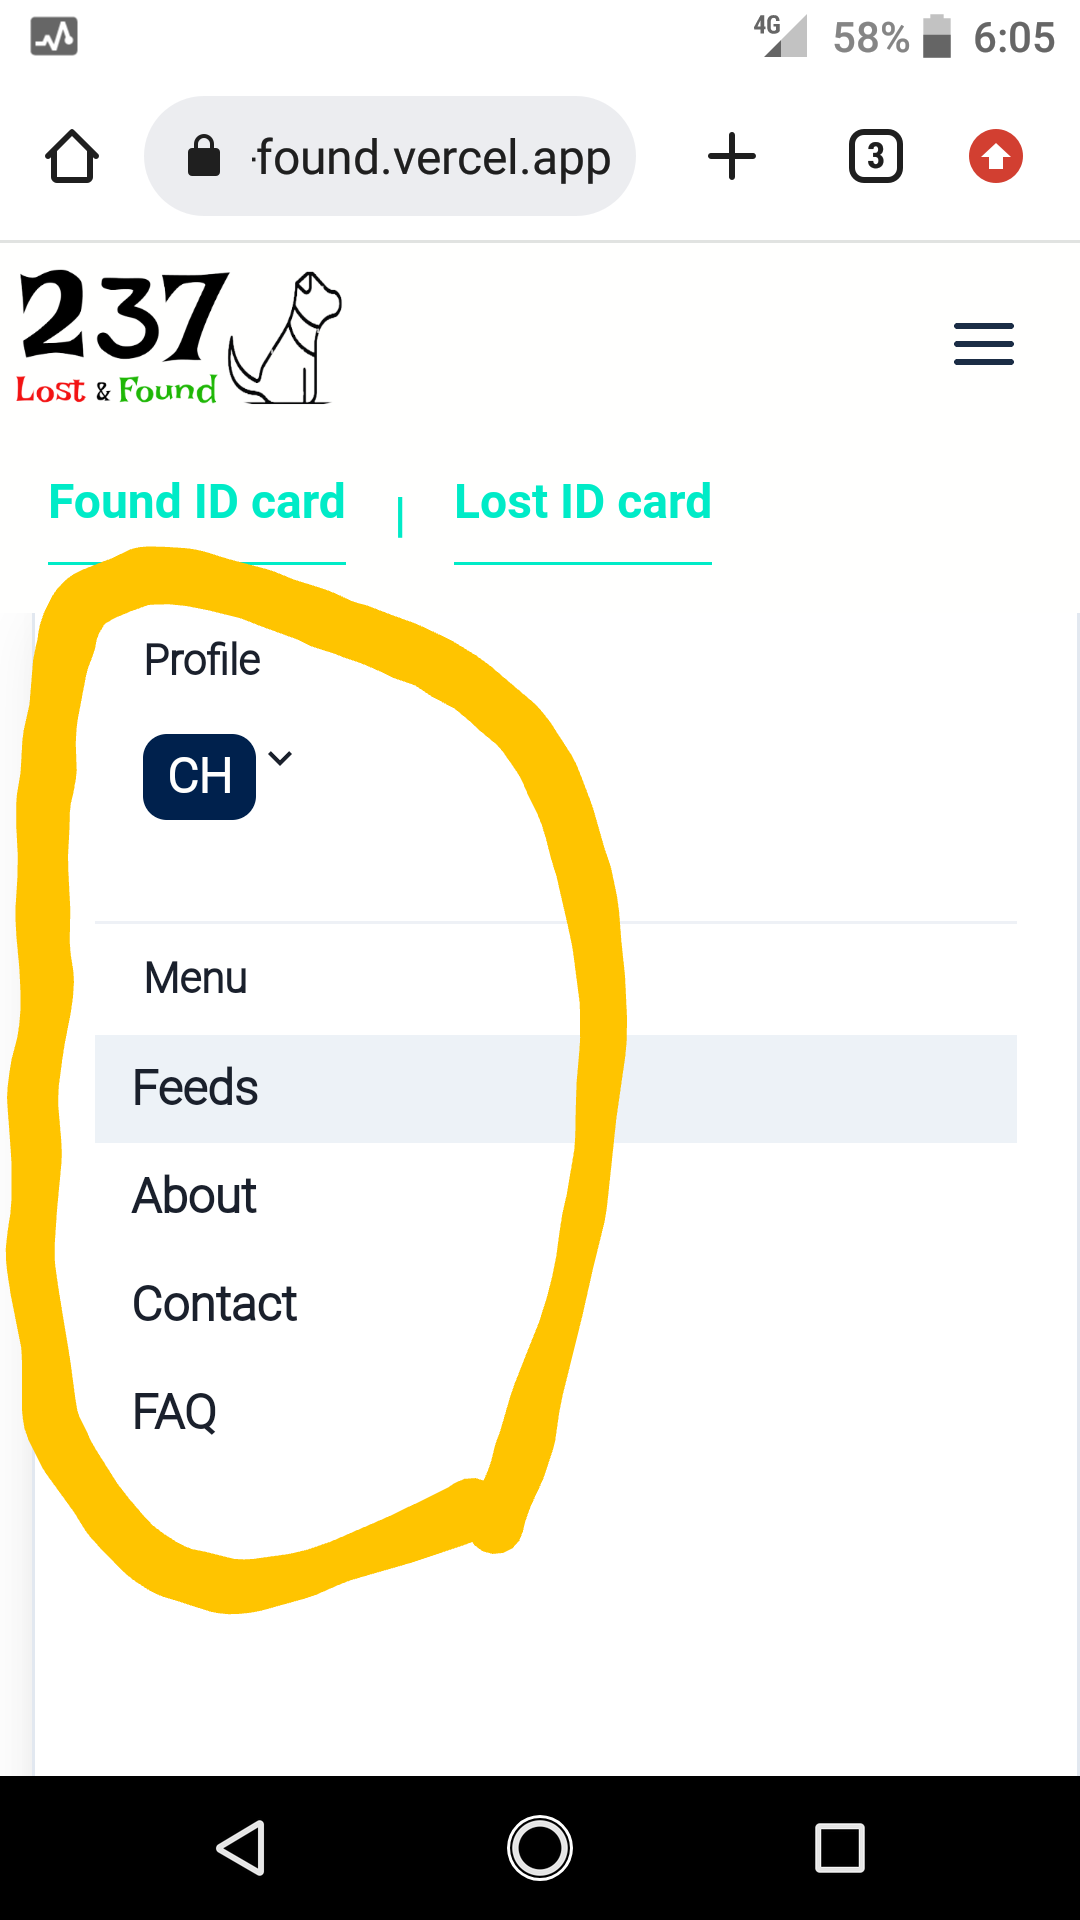 4G 58% 6:05
-found.vercel.app 3
237
Lost & Found
Found ID card | Lost ID card
Profile
CH
Menu
Feeds
About
Contact
FAQ